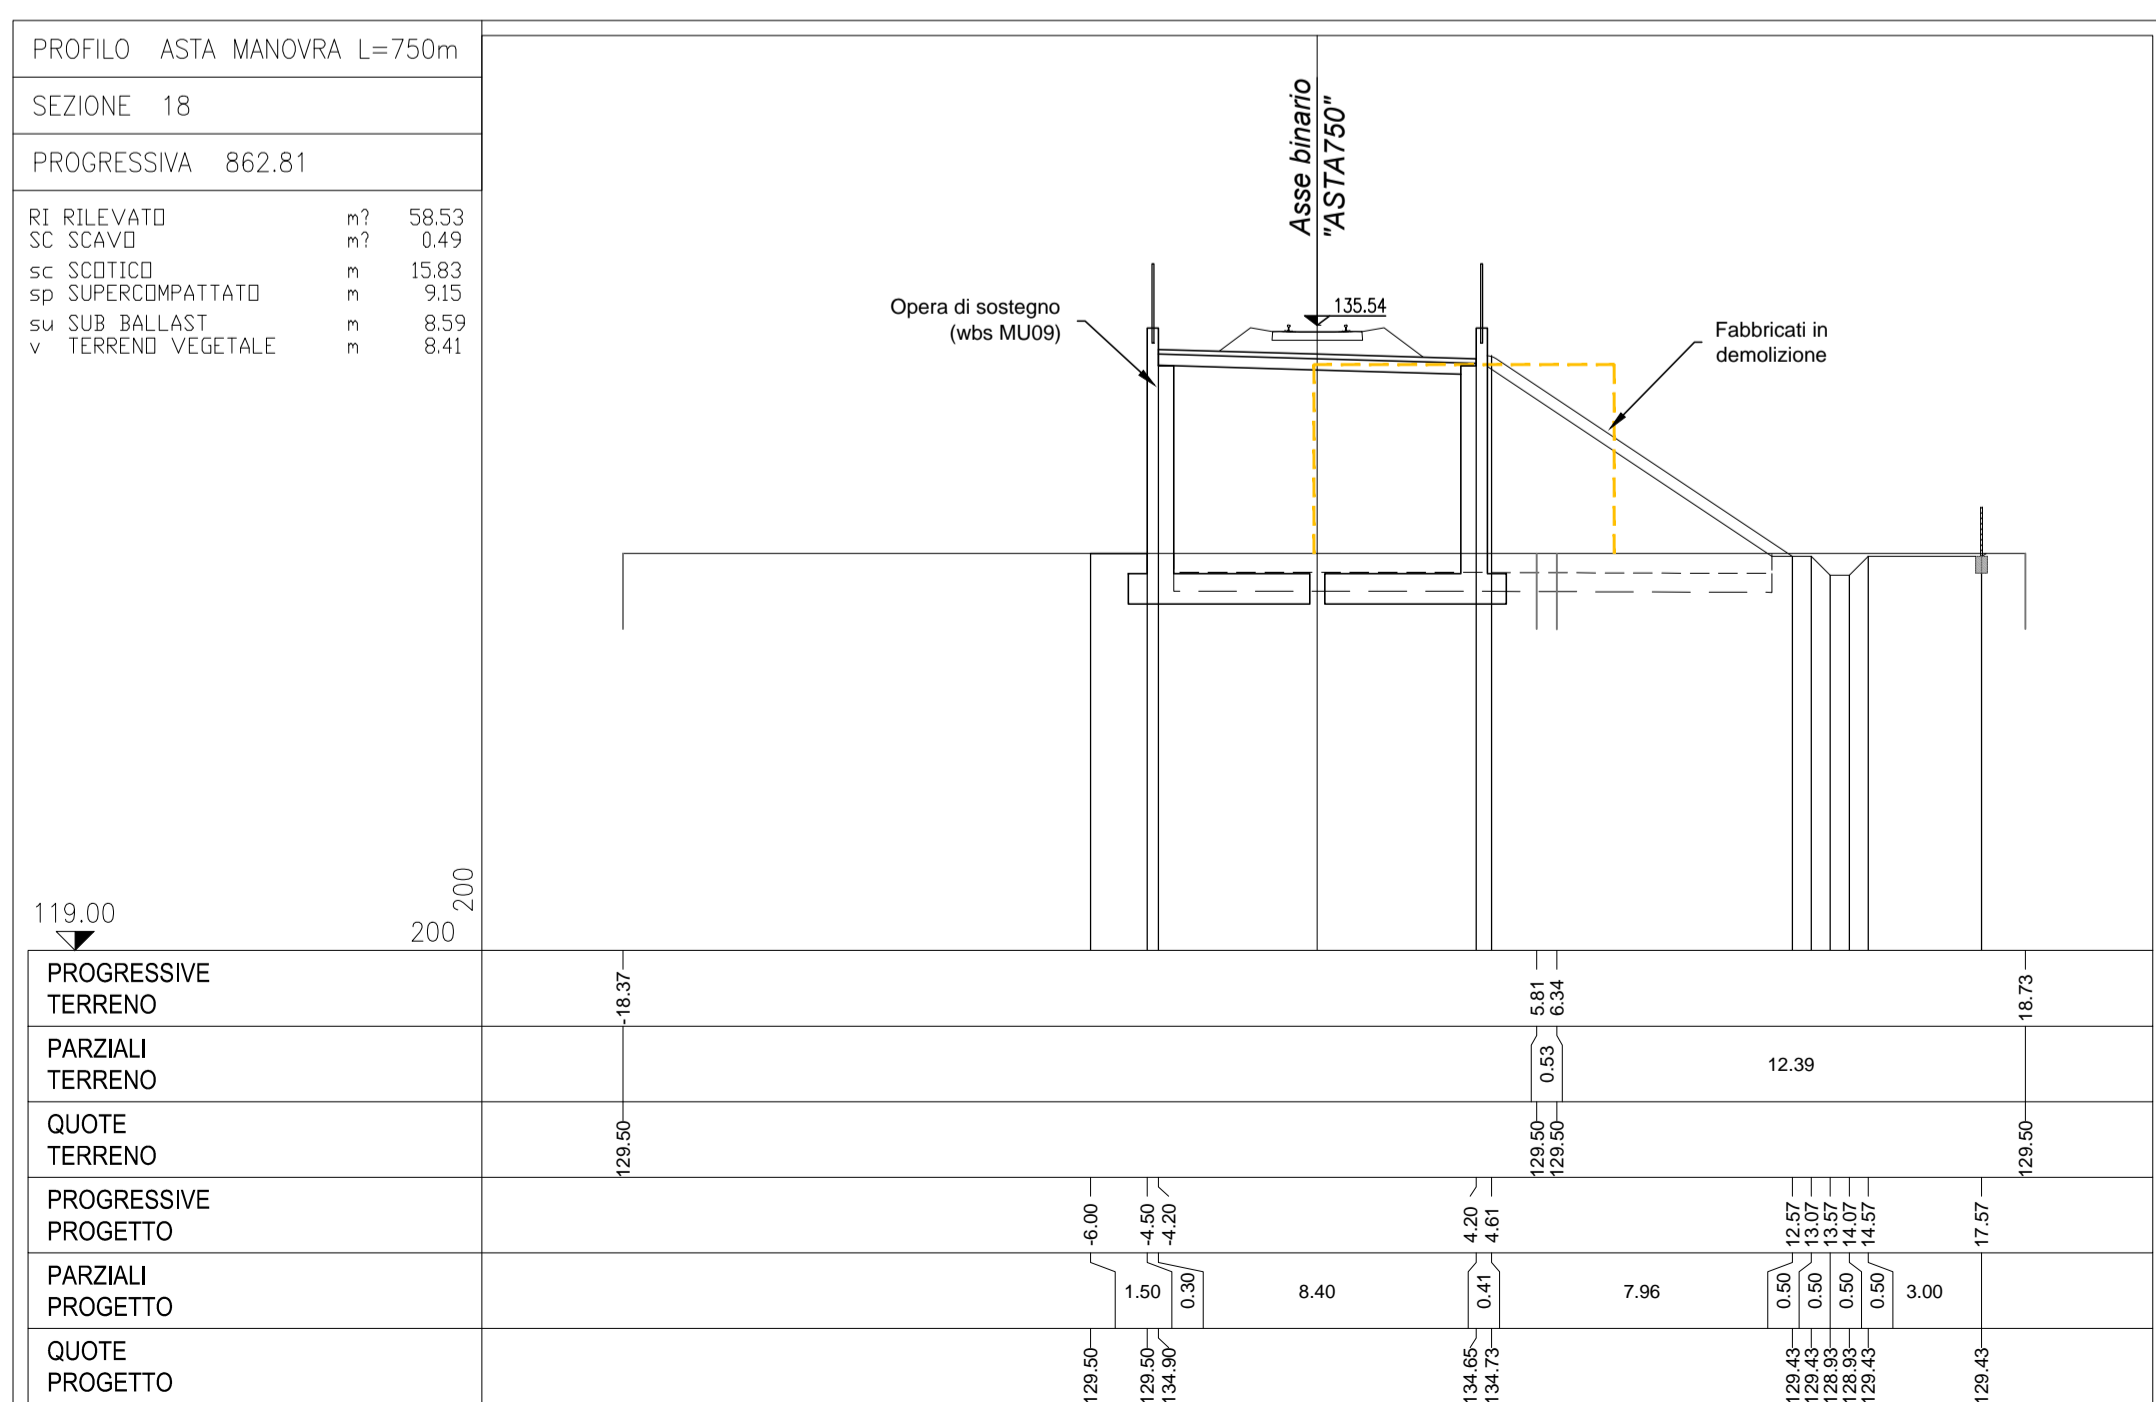 PROFILO ASTA MANOVRA L=750m
SEZIONE 18
PROGRESSIVA 862.81
RI RILEVATO m? 58.53
SC SCAVO m? 0.49
sc SCOTICO m 15.83
sp SUPERCOMPATTATO m 9.15
su SUB BALLAST m 8.59
v TERRENO VEGETALE m 8.41
Asse binario
"ASTA750"
135.54
Opera di sostegno
(wbs MU09)
Fabbricati in
demolizione
119.00
200
200
PROGRESSIVE
TERRENO
-18.37 5.81 6.34 18.73
PARZIALI
TERRENO
0.53 12.39
QUOTE
TERRENO
129.50 129.50 129.50 129.50
PROGRESSIVE
PROGETTO
-6.00 -4.50 -4.20 4.20 4.61 12.57 13.07 13.57 14.07 14.57 17.57
PARZIALI
PROGETTO
1.50 0.30 8.40 0.41 7.96 0.50 0.50 0.50 0.50 3.00
QUOTE
PROGETTO
129.50 129.50 134.90 134.65 134.73 129.43 129.43 128.93 128.93 129.43 129.43